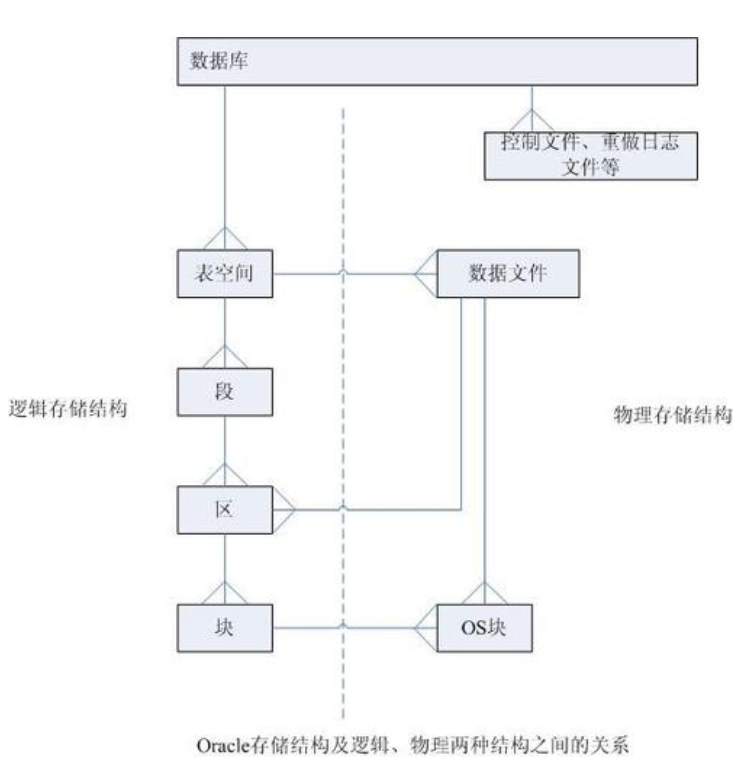 数据库
控制文件、重做日志
文件等
表空间
数据文件
段
逻辑存储结构
物理存储结构
区
块
OS块
Oracle存储结构及逻辑、物理两种结构之间的关系